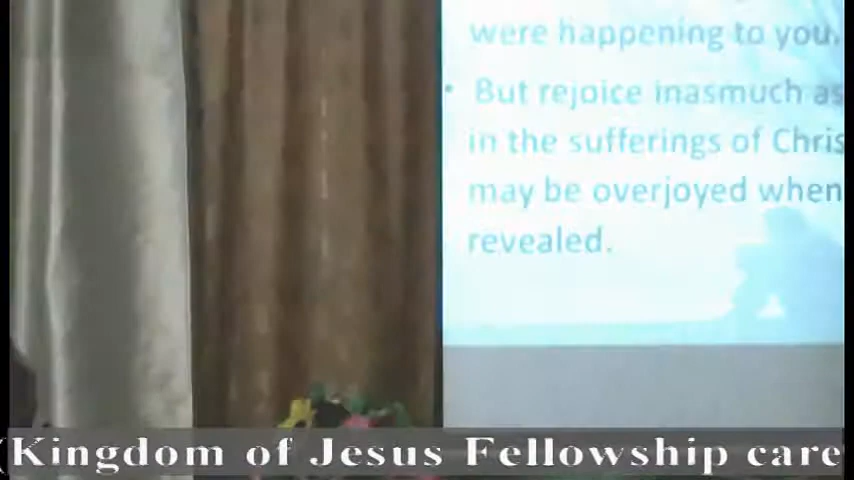 were happening to you.
• But rejoice inasmuch as
in the sufferings of Chris
may be overjoyed when
revealed.
(Kingdom of Jesus Fellowship care